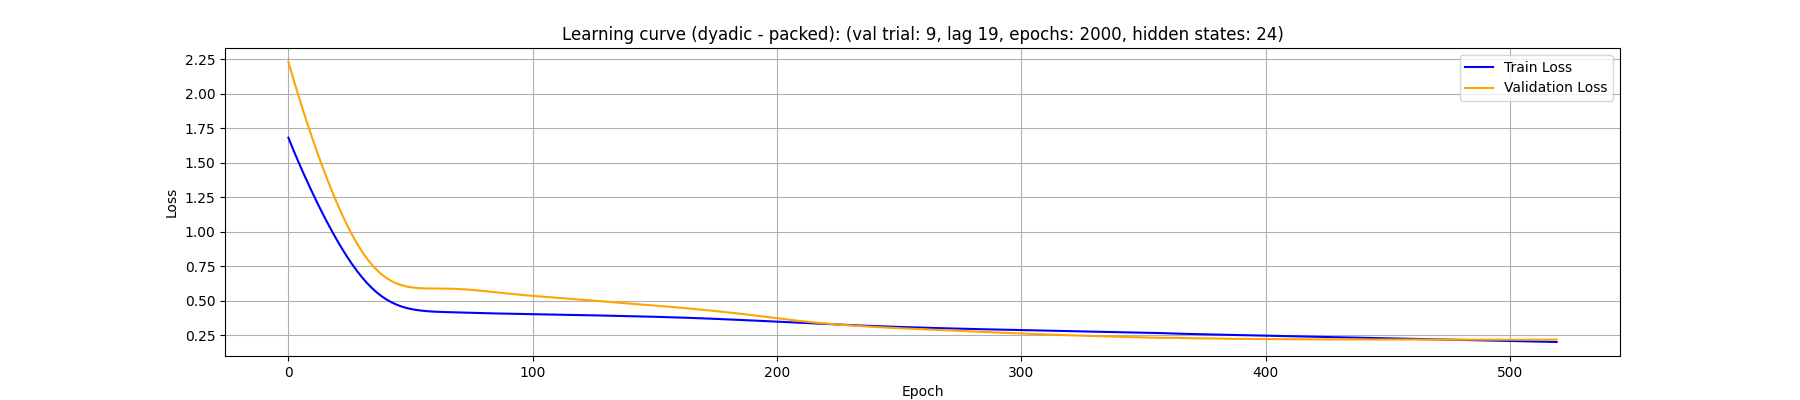 Learning curve (dyadic - packed): (val trial: 9, lag 19, epochs: 2000, hidden states: 24)
Train Loss
Validation Loss
Loss
2.25
2.00
1.75
1.50
1.25
1.00
0.75
0.50
0.25
0 100 200 300 400 500
Epoch